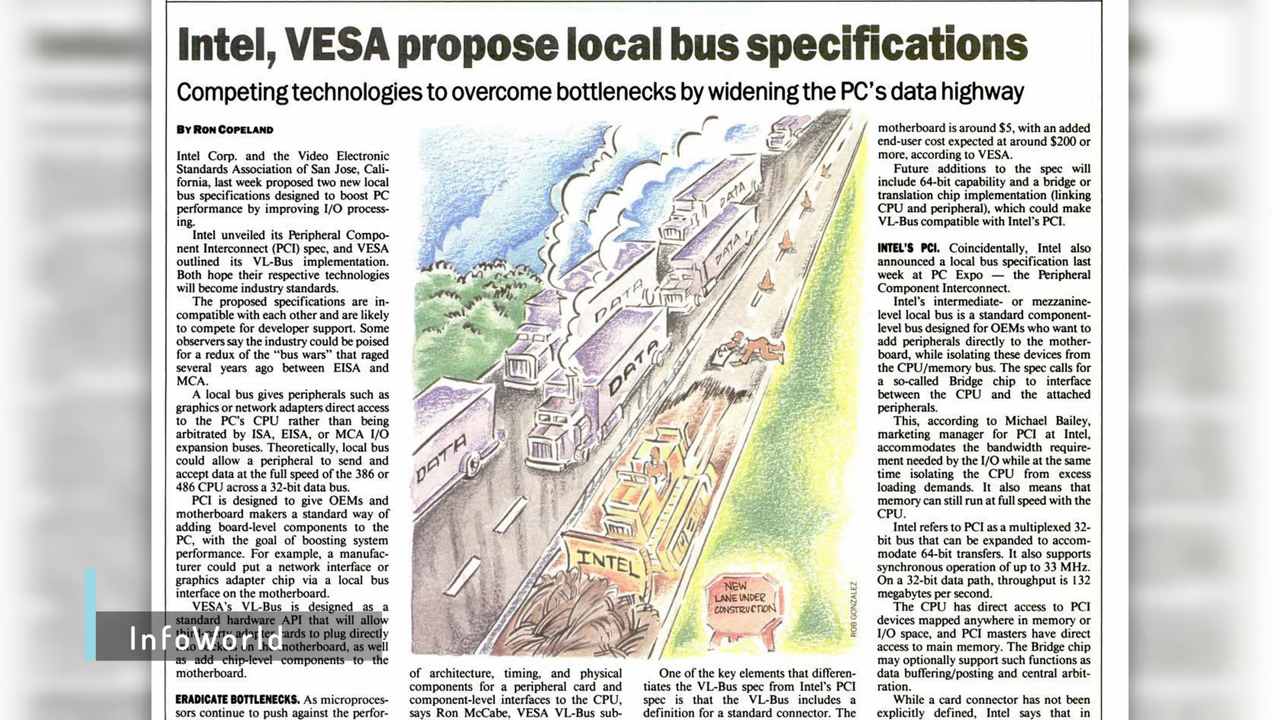 Intel, VESA propose local bus specifications
Competing technologies to overcome bottlenecks by widening the PC's data highway
BY RON COPELAND
Intel Corp. and the Video Electronic
Standards Association of San Jose, Cali-
fornia, last week proposed two new local
bus specifications designed to boost PC
performance by improving I/O process-
ing.
Intel unveiled its Peripheral Compo-
nent Interconnect (PCI) spec, and VESA
outlined its VL-Bus implementation.
Both hope their respective technologies
will become industry standards.
The proposed specifications are in-
compatible with each other and are likely
to compete for developer support. Some
observers say the industry could be poised
for a redux of the “bus wars” that raged
several years ago between EISA and
MCA.
A local bus gives peripherals such as
graphics or network adapters direct access
to the PC's CPU rather than being
arbitrated by ISA, EISA, or MCA I/O
expansion buses. Theoretically, local bus
could allow a peripheral to send and
accept data at the full speed of the 386 or
486 CPU across a 32-bit data bus.
PCI is designed to give OEMs and
motherboard makers a standard way of
adding board-level components to the
PC, with the goal of boosting system
performance. For example, a manufac-
turer could put a network interface or
graphics adapter chip via a local bus
interface on the motherboard.
VESA's VL-Bus is designed as a
standard hardware API that will allow
cards to plug directly
motherboard, as well
as add chip-level components to the
motherboard.
ERADICATE BOTTLENECKS. As microproces-
sors continue to push against the perfor-
InfoWorld
DATA
DATA
DATA
DATA
DATA
INTEL
NEW
LANE UNDER
CONSTRUCTION
ROB GONZALEZ
of architecture, timing, and physical
components for a peripheral card and
component-level interfaces to the CPU,
says Ron McCabe, VESA VL-Bus sub-
One of the key elements that differen-
tiates the VL-Bus spec from Intel's PCI
spec is that the VL-Bus includes a
definition for a standard connector. The
motherboard is around $5, with an added
end-user cost expected at around $200 or
more, according to VESA.
Future additions to the spec will
include 64-bit capability and a bridge or
translation chip implementation (linking
CPU and peripheral), which could make
VL-Bus compatible with Intel's PCI.
INTEL'S PCI. Coincidentally, Intel also
announced a local bus specification last
week at PC Expo — the Peripheral
Component Interconnect.
Intel's intermediate- or mezzanine-
level local bus is a standard component-
level bus designed for OEMs who want to
add peripherals directly to the mother-
board, while isolating these devices from
the CPU/memory bus. The spec calls for
a so-called Bridge chip to interface
between the CPU and the attached
peripherals.
This, according to Michael Bailey,
marketing manager for PCI at Intel,
accommodates the bandwidth require-
ment needed by the I/O while at the same
time isolating the CPU from excess
loading demands. It also means that
memory can still run at full speed with the
CPU.
Intel refers to PCI as a multiplexed 32-
bit bus that can be expanded to accom-
modate 64-bit transfers. It also supports
synchronous operation of up to 33 MHz.
On a 32-bit data path, throughput is 132
megabytes per second.
The CPU has direct access to PCI
devices mapped anywhere in memory or
I/O space, and PCI masters have direct
access to main memory. The Bridge chip
may optionally support such functions as
data buffering/posting and central arbit-
ration.
While a card connector has not been
explicitly defined, Intel says that in